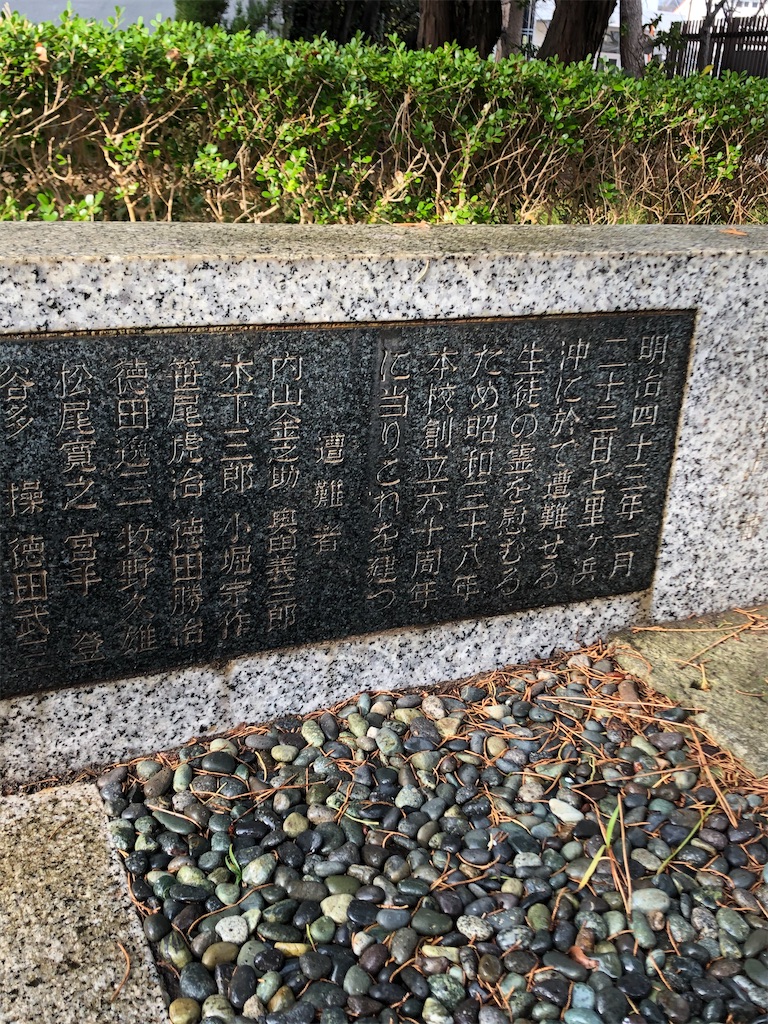 明治四十三年一月
二十三日七里ヶ浜
沖に於て遭難せる
生徒の霊を慰むる
ため昭和三十八年
本校創立六十周年
に当りこれを建つ
遭難者
内山金之助 奥田義三郎
木下三郎 小堀宗作
笹尾虎治 徳田勝治
徳田逸三 牧野久雄
松尾寛之 宮手登
谷多操 徳田武三